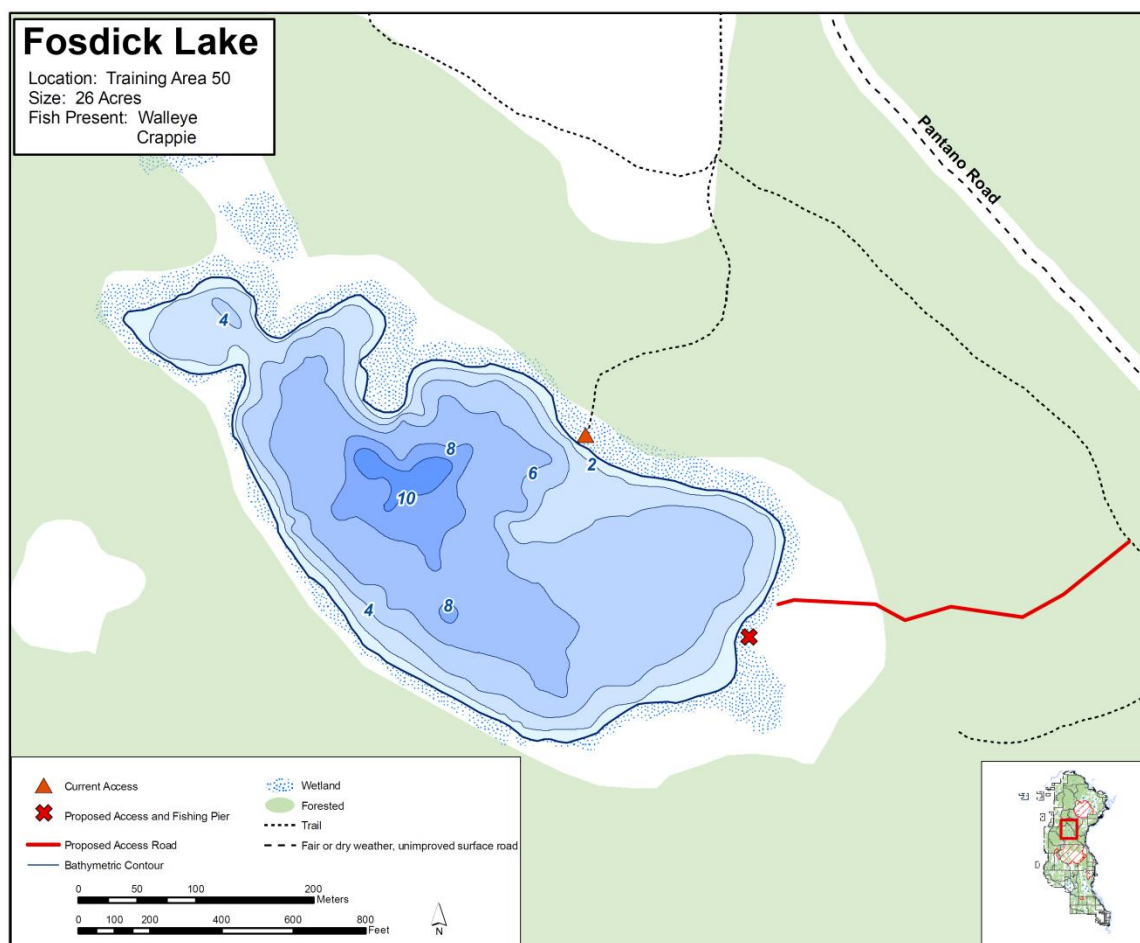 Fosdick Lake
Location: Training Area 50
Size: 26 Acres
Fish Present: Walleye
Crappie
Pantano Road
4
8
6
2
10
8
4
Current Access
Proposed Access and Fishing Pier
Proposed Access Road
Bathymetric Contour
Wetland
Forested
Trail
Fair or dry weather, unimproved surface road
0 50 100 200
Meters
0 100 200 400 600 800
Feet
N